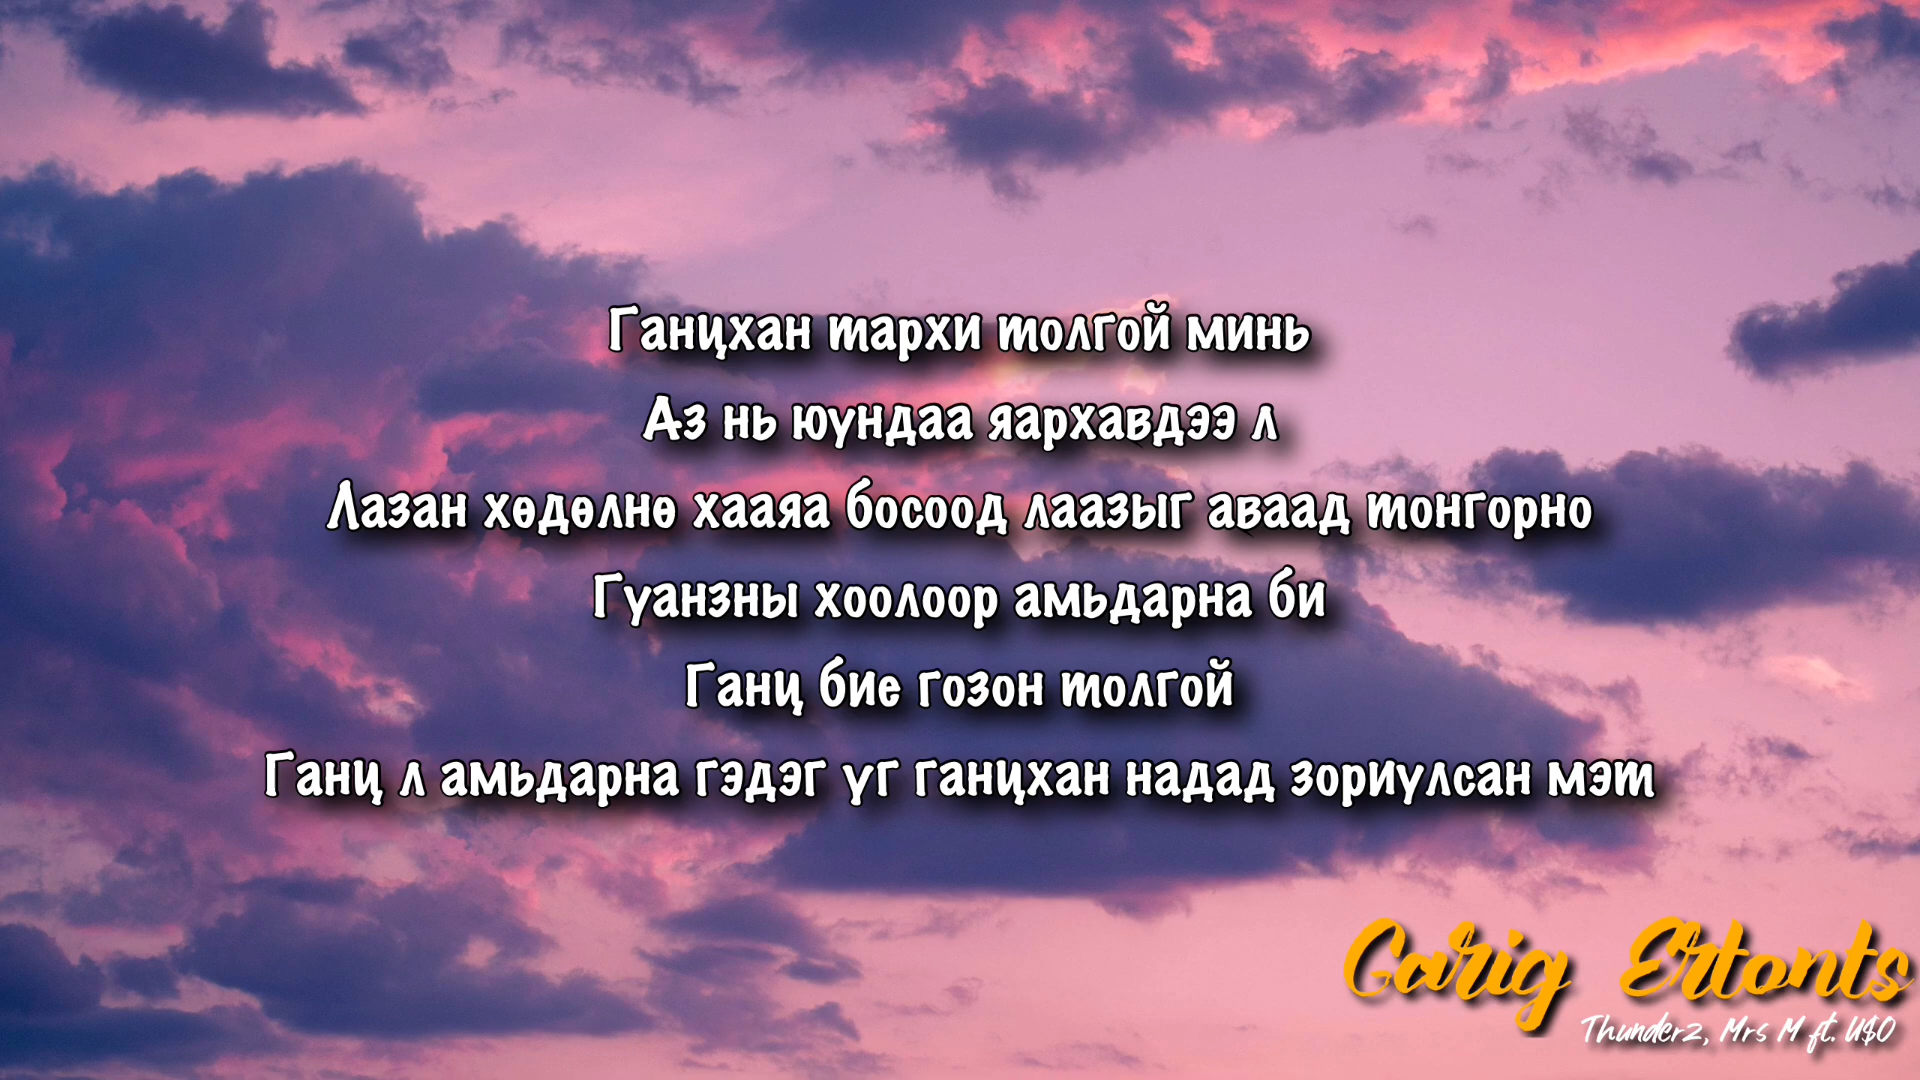 Ганцхан тархи толгой минь
Аз нь юундаа яархавдээ л
Лазан хөдөлнө хааяа босоод лаазыг аваад тонгорно
Гуанзны хоолоор амьдарна би
Ганц бие гозон толгой
Ганц л амьдарна гэдэг үг ганцхан надад зориулсан мэт
Garig Ertonts
Thunderz, Mrs M ft. U$O